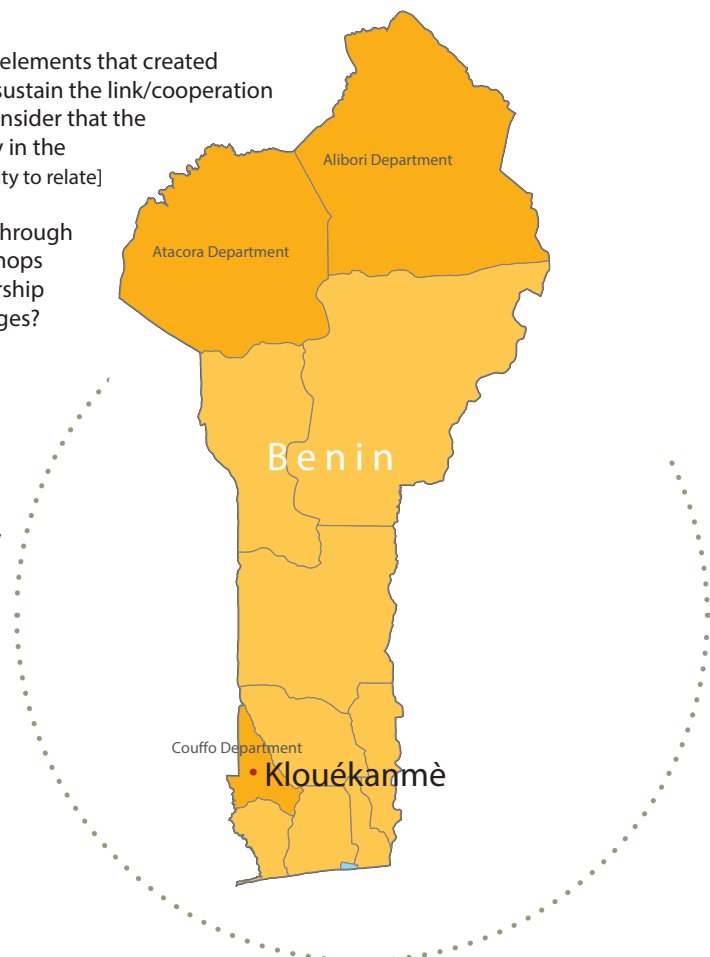 elements that created
sustain the link/cooperation
nsider that the
y in the
ity to relate]
hrough
hops
rship
ges?
Alibori Department
Atacora Department
Benin
Couffo Department
Klouékanmè